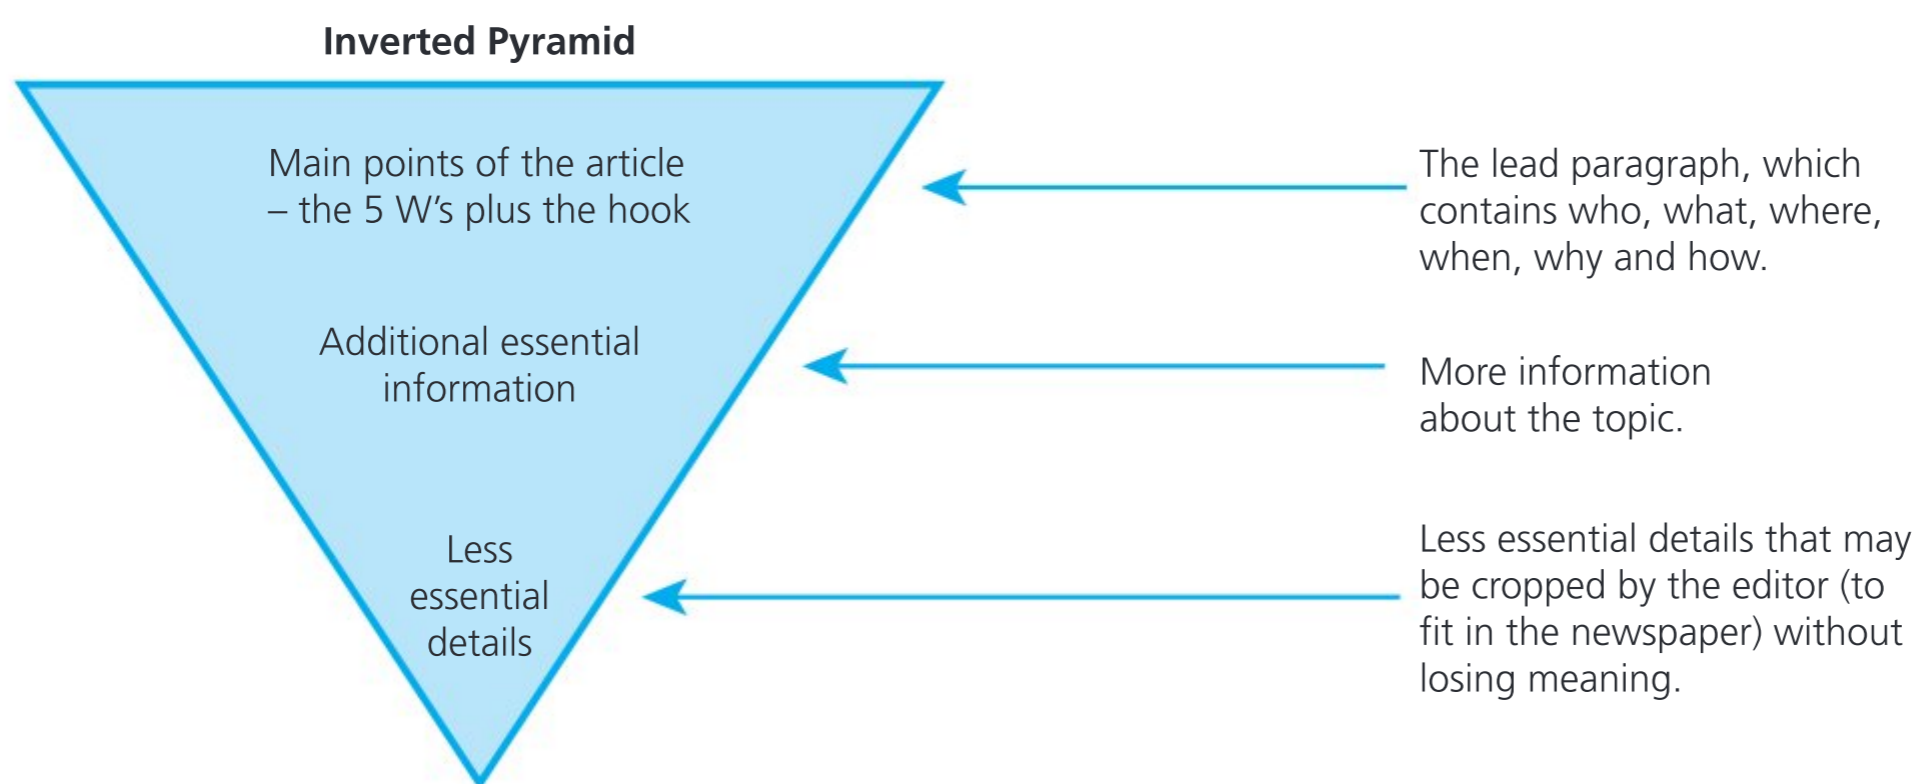 Inverted Pyramid
Main points of the article
– the 5 W’s plus the hook
The lead paragraph, which
contains who, what, where,
when, why and how.
Additional essential
information
More information
about the topic.
Less
essential
details
Less essential details that may
be cropped by the editor (to
fit in the newspaper) without
losing meaning.